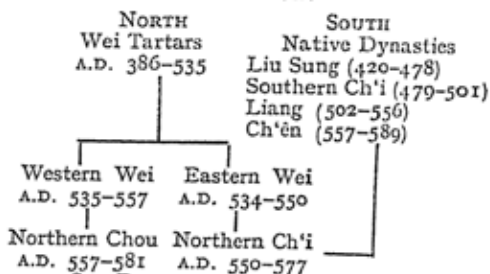 NORTH
Wei Tartars
A.D. 386–535
SOUTH
Native Dynasties
Liu Sung (420–478)
Southern Ch‘i (479–501)
Liang (502–556)
Ch‘ên (557–589)
Western Wei
A.D. 535–557
Eastern Wei
A.D. 534–550
Northern Chou
A.D. 557–581
Northern Ch‘i
A.D. 550–577